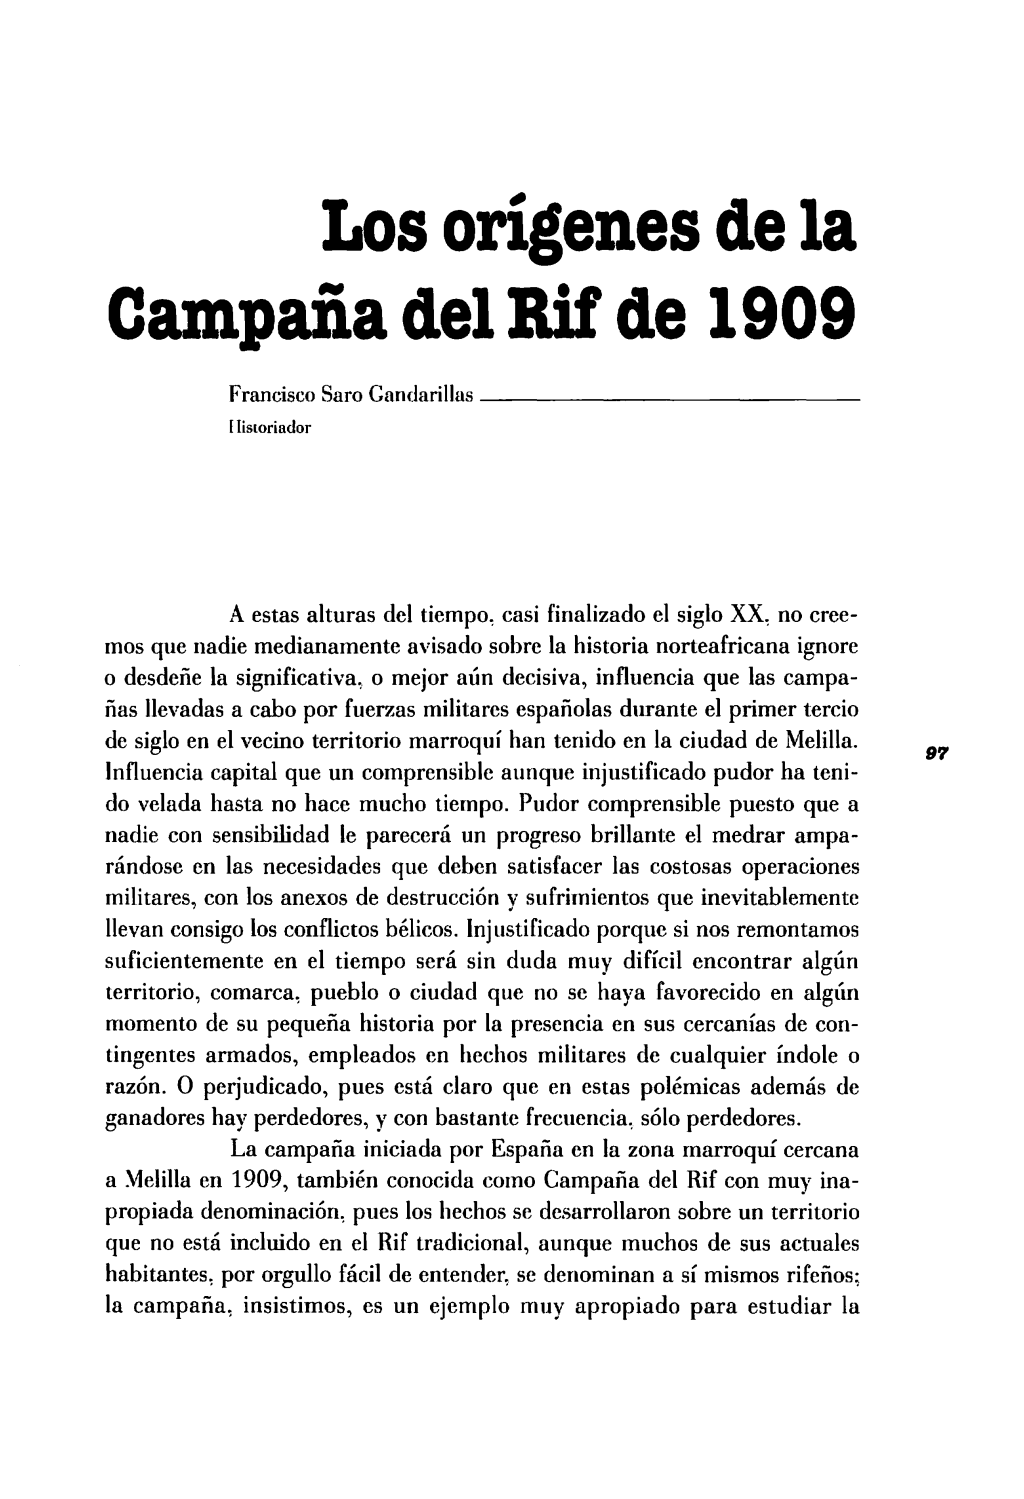 Los orígenes de la
Campaña del Rif de 1909
Francisco Saro Gandarillas
Historiador
A estas alturas del tiempo, casi finalizado el siglo XX, no cree-
mos que nadie medianamente avisado sobre la historia norteafricana ignore
o desdeñe la significativa, o mejor aún decisiva, influencia que las campa-
ñas llevadas a cabo por fuerzas militares españolas durante el primer tercio
de siglo en el vecino territorio marroquí han tenido en la ciudad de Melilla.
Influencia capital que un comprensible aunque injustificado pudor ha teni-
do velada hasta no hace mucho tiempo. Pudor comprensible puesto que a
nadie con sensibilidad le parecerá un progreso brillante el medrar ampa-
rándose en las necesidades que deben satisfacer las costosas operaciones
militares, con los anexos de destrucción y sufrimientos que inevitablemente
llevan consigo los conflictos bélicos. Injustificado porque si nos remontamos
suficientemente en el tiempo será sin duda muy difícil encontrar algún
territorio, comarca, pueblo o ciudad que no se haya favorecido en algún
momento de su pequeña historia por la presencia en sus cercanías de con-
tingentes armados, empleados en hechos militares de cualquier índole o
razón. O perjudicado, pues está claro que en estas polémicas además de
ganadores hay perdedores, y con bastante frecuencia, sólo perdedores.
La campaña iniciada por España en la zona marroquí cercana
a Melilla en 1909, también conocida como Campaña del Rif con muy ina-
propiada denominación, pues los hechos se desarrollaron sobre un territorio
que no está incluido en el Rif tradicional, aunque muchos de sus actuales
habitantes, por orgullo fácil de entender, se denominan a sí mismos rifeños;
la campaña, insistimos, es un ejemplo muy apropiado para estudiar la
97